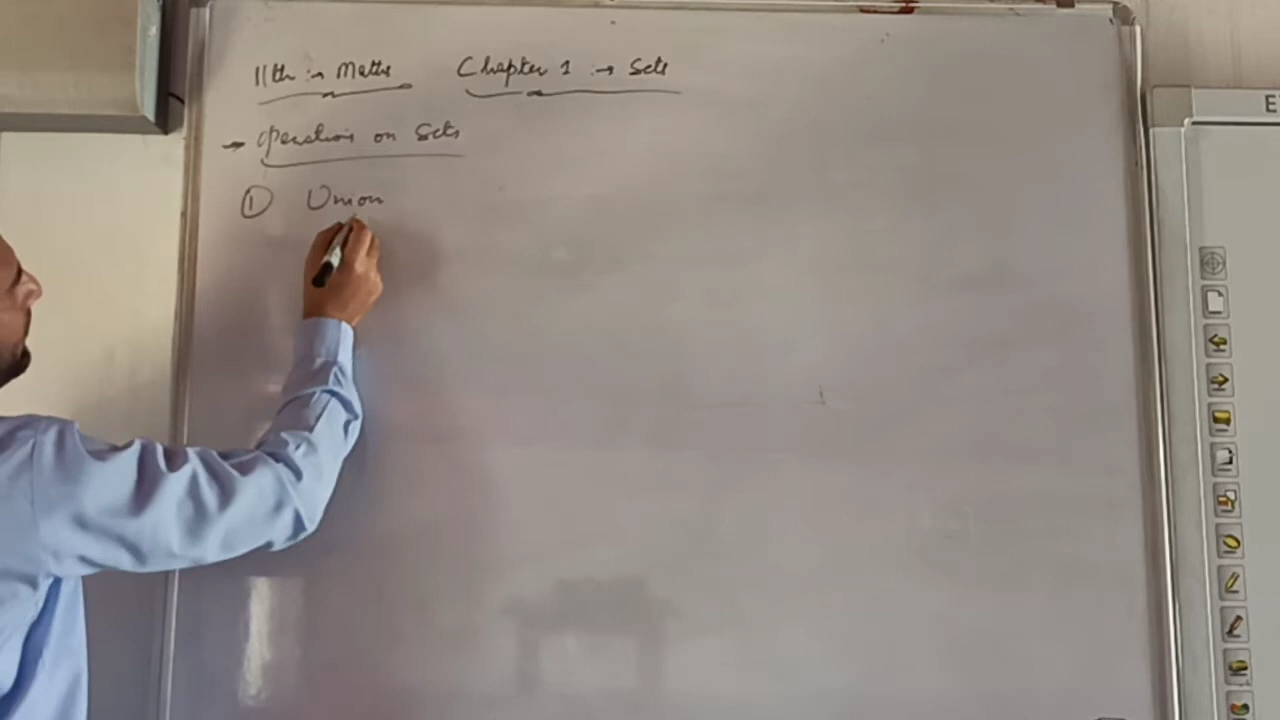 11th :→ Maths Chapter 1 :→ Sets
→ Operations on Sets
① Union
E